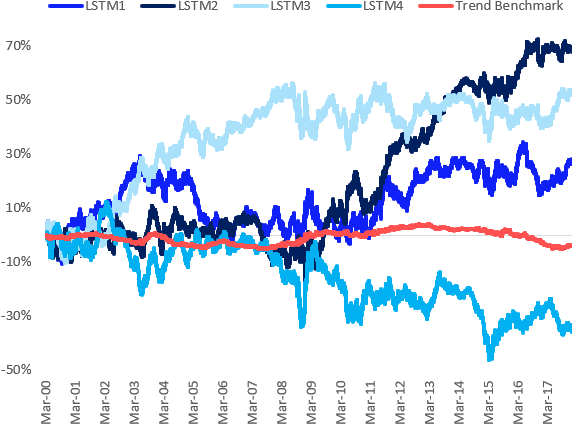 LSTM1 LSTM2 LSTM3 LSTM4 Trend Benchmark
70%
50%
30%
10%
-10%
-30%
-50%
Mar-00
Mar-01
Mar-02
Mar-03
Mar-04
Mar-05
Mar-06
Mar-07
Mar-08
Mar-09
Mar-10
Mar-11
Mar-12
Mar-13
Mar-14
Mar-15
Mar-16
Mar-17